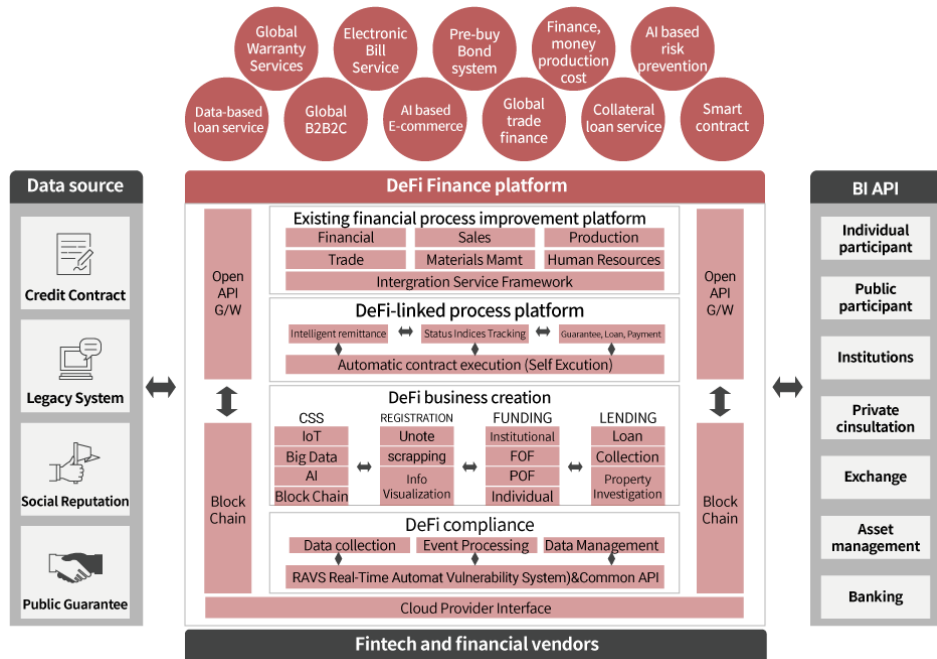 Global
Warranty
Services
Electronic
Bill
Service
Pre-buy
Bond
system
Finance,
money
production
cost
AI based
risk
prevention
Data-based
loan service
Global
B2B2C
AI based
E-commerce
Global
trade
finance
Collateral
loan service
Smart
contract
Data source
Credit Contract
Legacy System
Social Reputation
Public Guarantee
DeFi Finance platform
Open
API
G/W
Block
Chain
Existing financial process improvement platform
Financial
Sales
Production
Trade
Materials Mamt
Human Resources
Intergration Service Framework
DeFi-linked process platform
Intelligent remittance
Status Indices Tracking
Guarantee, Loan, Payment
Automatic contract execution (Self Excution)
DeFi business creation
CSS
IoT
Big Data
AI
Block Chain
REGISTRATION
Unote
scrapping
Info
Visualization
FUNDING
Institutional
FOF
POF
Individual
LENDING
Loan
Collection
Property
Investigation
DeFi compliance
Data collection
Event Processing
Data Management
RAVS Real-Time Automat Vulnerability System)&Common API
Open
API
G/W
Block
Chain
Cloud Provider Interface
Fintech and financial vendors
BI API
Individual
participant
Public
participant
Institutions
Private
cinsultation
Exchange
Asset
management
Banking